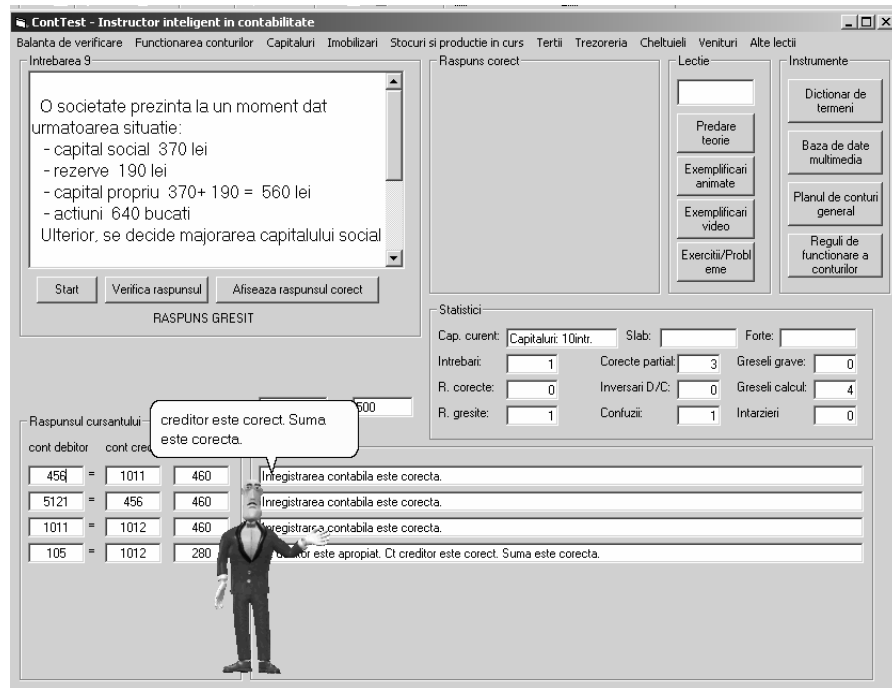 ContTest - Instructor inteligent in contabilitate
Balanta de verificare Functionarea conturilor Capitaluri Imobilizari Stocuri si productie in curs Tertii Trezoreria Cheltuieli Venituri Alte lectii
Intrebarea 9
O societate prezinta la un moment dat
urmatoarea situatie:
- capital social 370 lei
- rezerve 190 lei
- capital propriu 370+ 190 = 560 lei
- actiuni 640 bucati
Ulterior, se decide majorarea capitalului social
Start Verifica raspunsul Afiseaza raspunsul corect
RASPUNS GRESIT
Raspuns corect
Lectie
Predare
teorie
Exemplificari
animate
Exemplificari
video
Exercitii/Probl
eme
Instrumente
Dictionar de
termeni
Baza de date
multimedia
Planul de conturi
general
Reguli de
functionare a
conturilor
Statistici
Cap. curent: Capitaluri: 10intr. Slab: Forte:
Intrebari: 1 Corecte partial: 3 Greseli grave: 0
R. corecte: 0 Inversari D/C: 0 Greseli calcul: 4
R. gresite: 1 Confuzii: 1 Intarzieri 0
500
creditor este corect. Suma
este corecta.
Raspunsul cursantului
cont debitor cont
456 = 1011 460 Inregistrarea contabila este corecta.
5121 = 456 460 Inregistrarea contabila este corecta.
1011 = 1012 460 Inregistrarea contabila este corecta.
105 = 1012 280 este apropiat. Ct creditor este corect. Suma este corecta.